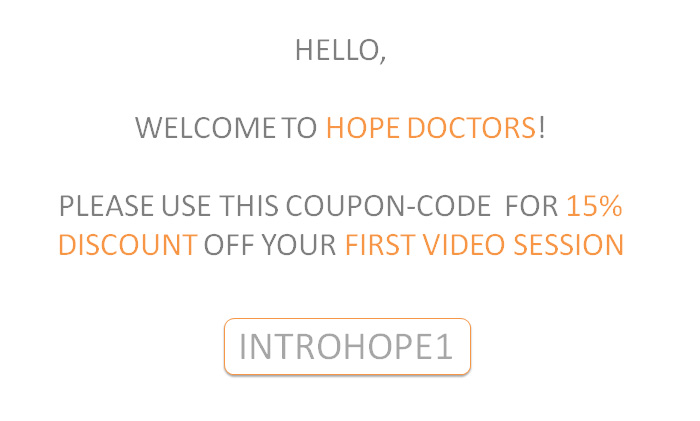 HELLO,
WELCOME TO HOPE DOCTORS!
PLEASE USE THIS COUPON-CODE FOR 15%
DISCOUNT OFF YOUR FIRST VIDEO SESSION
INTROHOPE1